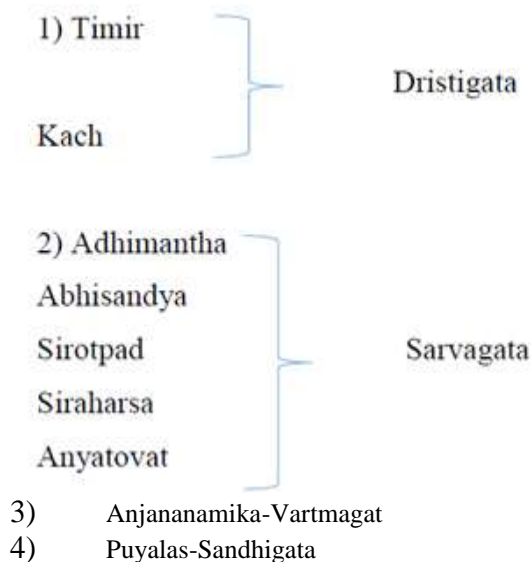 1) Timir
Dristigata
Kach
2) Adhimantha
Abhisandya
Sirotpad
Sarvagata
Siraharsa
Anyatovat
3) Anjananamika-Vartmagat
4) Puyalas-Sandhigata